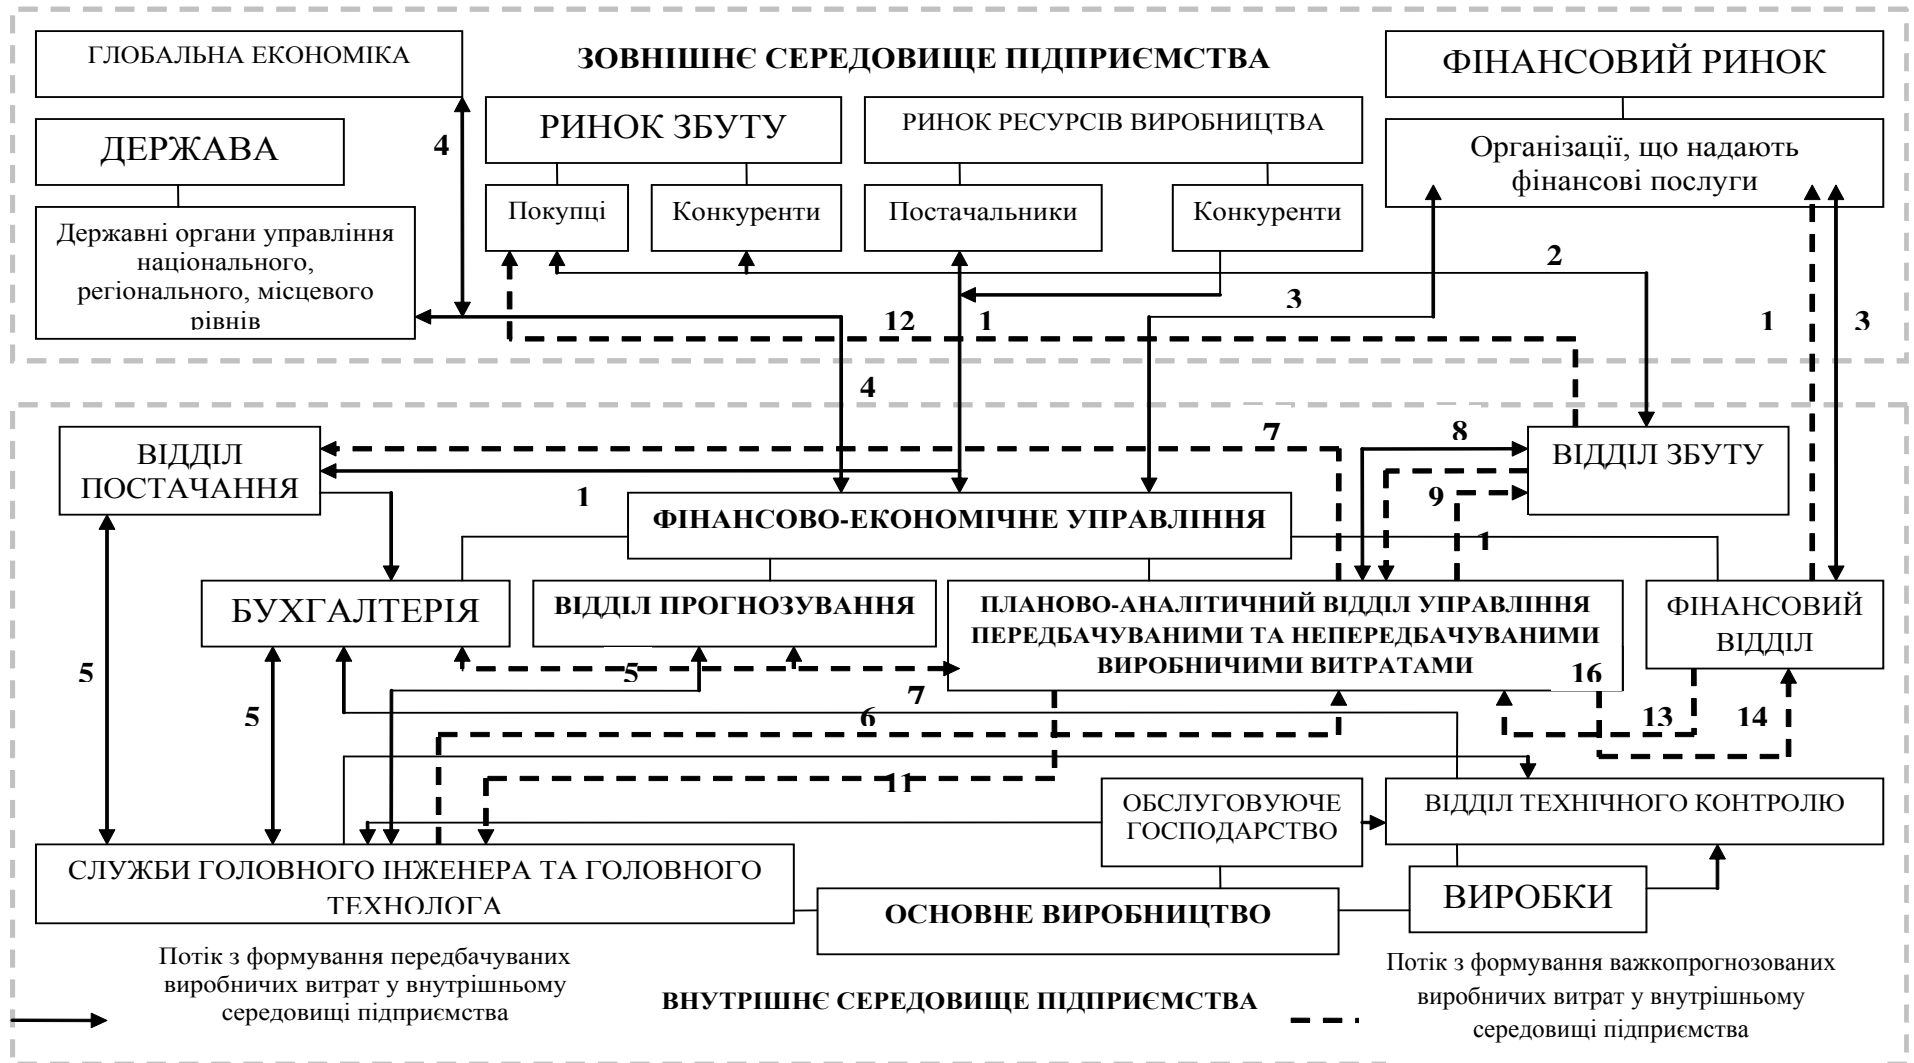 ГЛОБАЛЬНА ЕКОНОМІКА
ЗОВНІШНЄ СЕРЕДОВИЩЕ ПІДПРИЄМСТВА
ФІНАНСОВИЙ РИНОК
ДЕРЖАВА
4
РИНОК ЗБУТУ
РИНОК РЕСУРСІВ ВИРОБНИЦТВА
Організації, що надають
фінансові послуги
Державні органи управління
національного,
регіонального, місцевого
рівнів
Покупці
Конкуренти
Постачальники
Конкуренти
2
3
12
1
1
3
4
ВІДДІЛ
ПОСТАЧАННЯ
7
8
ВІДДІЛ ЗБУТУ
9
1
ФІНАНСОВО-ЕКОНОМІЧНЕ УПРАВЛІННЯ
1
БУХГАЛТЕРІЯ
ВІДДІЛ ПРОГНОЗУВАННЯ
ПЛАНОВО-АНАЛІТИЧНИЙ ВІДДІЛ УПРАВЛІННЯ
ПЕРЕДБАЧУВАНИМИ ТА НЕПЕРЕДБАЧУВАНИМИ
ВИРОБНИЧИМИ ВИТРАТАМИ
ФІНАНСОВИЙ
ВІДДІЛ
5
5
16
5
7
6
13
14
11
ОБСЛУГОВУЮЧЕ
ГОСПОДАРСТВО
ВІДДІЛ ТЕХНІЧНОГО КОНТРОЛЮ
СЛУЖБИ ГОЛОВНОГО ІНЖЕНЕРА ТА ГОЛОВНОГО
ТЕХНОЛОГА
ОСНОВНЕ ВИРОБНИЦТВО
ВИРОБКИ
Потік з формування передбачуваних
виробничих витрат у внутрішньому
середовищі підприємства
ВНУТРІШНЄ СЕРЕДОВИЩЕ ПІДПРИЄМСТВА
Потік з формування важкопрогнозованих
виробничих витрат у внутрішньому
середовищі підприємства